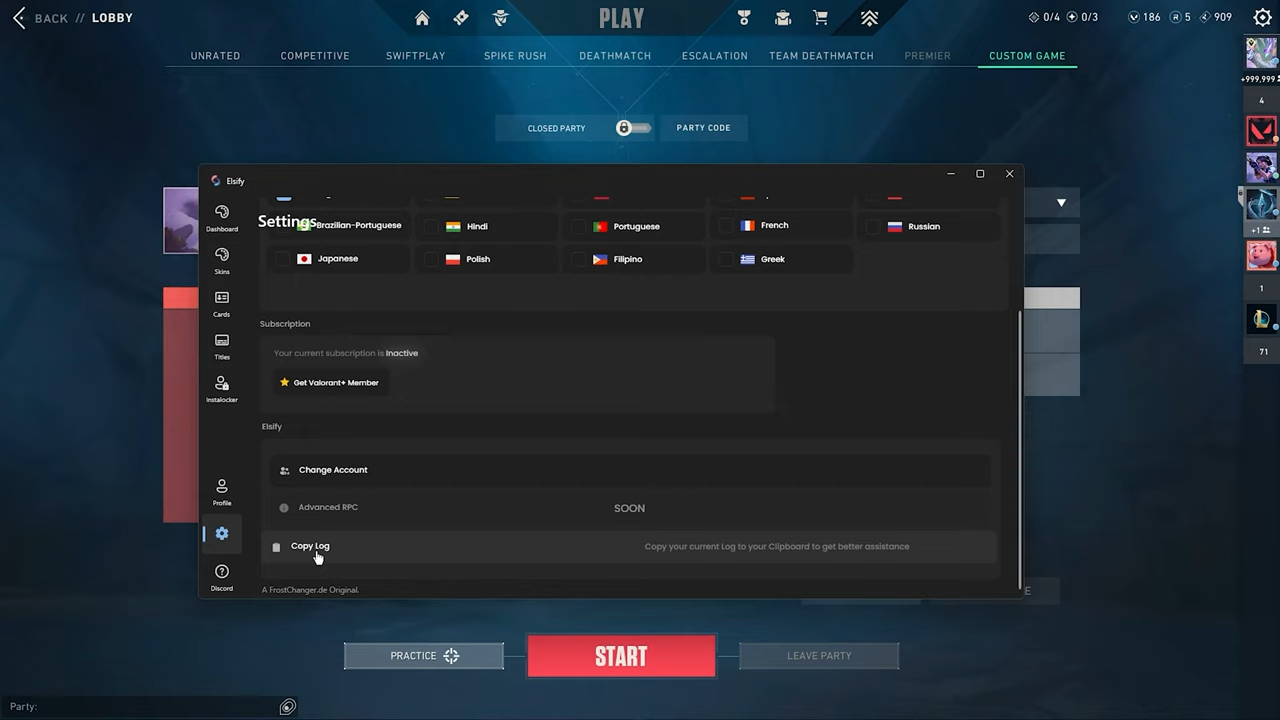 BACK // LOBBY
PLAY
0/4 0/3 186 5 909
UNRATED COMPETITIVE SWIFTPLAY SPIKE RUSH DEATHMATCH ESCALATION TEAM DEATHMATCH PREMIER CUSTOM GAME
+999,999
CLOSED PARTY PARTY CODE
4
Elsify
Dashboard
Settings
Brazilian-Portuguese Hindi Portuguese French Russian
+1
Japanese Polish Filipino Greek
Skins
1
Cards
Subscription
Titles
Your current subscription is Inactive
71
Get Valorant+ Member
Instalocker
Elsify
Change Account
Profile
Advanced RPC SOON
Copy Log Copy your current Log to your Clipboard to get better assistance
Discord
A FrostChanger.de Original.
E
PRACTICE START LEAVE PARTY
Party: